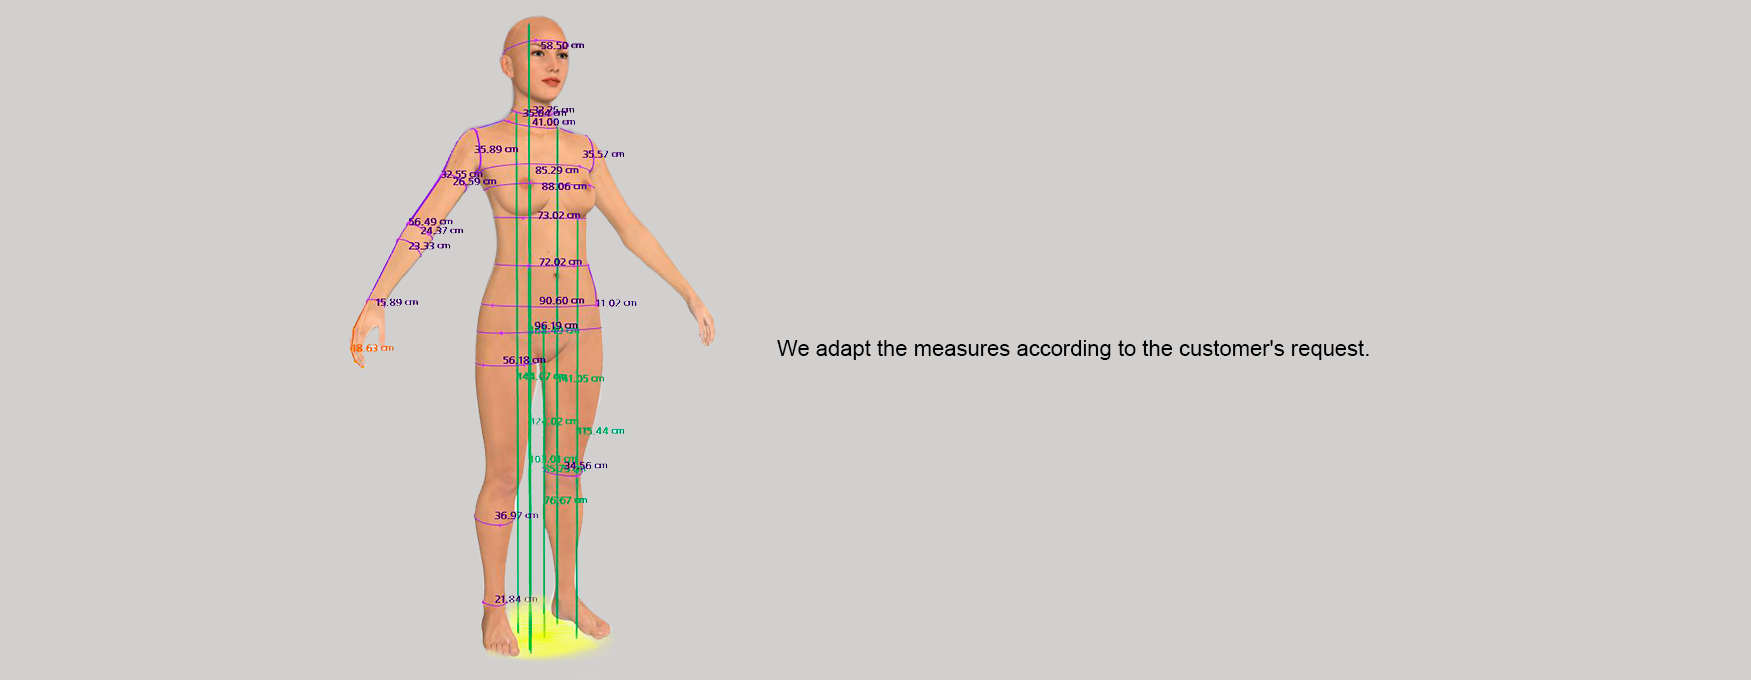 58.50 cm
41.00 cm
35.89 cm
35.57 cm
85.29 cm
32.55 cm
26.59 cm
88.06 cm
73.02 cm
56.49 cm
24.37 cm
23.33 cm
72.02 cm
15.89 cm
90.60 cm
11.02 cm
96.19 cm
18.63 cm
We adapt the measures according to the customer's request.
56.18 cm
141.05 cm
115.44 cm
103.01 cm
34.56 cm
76.67 cm
36.97 cm
21.84 cm